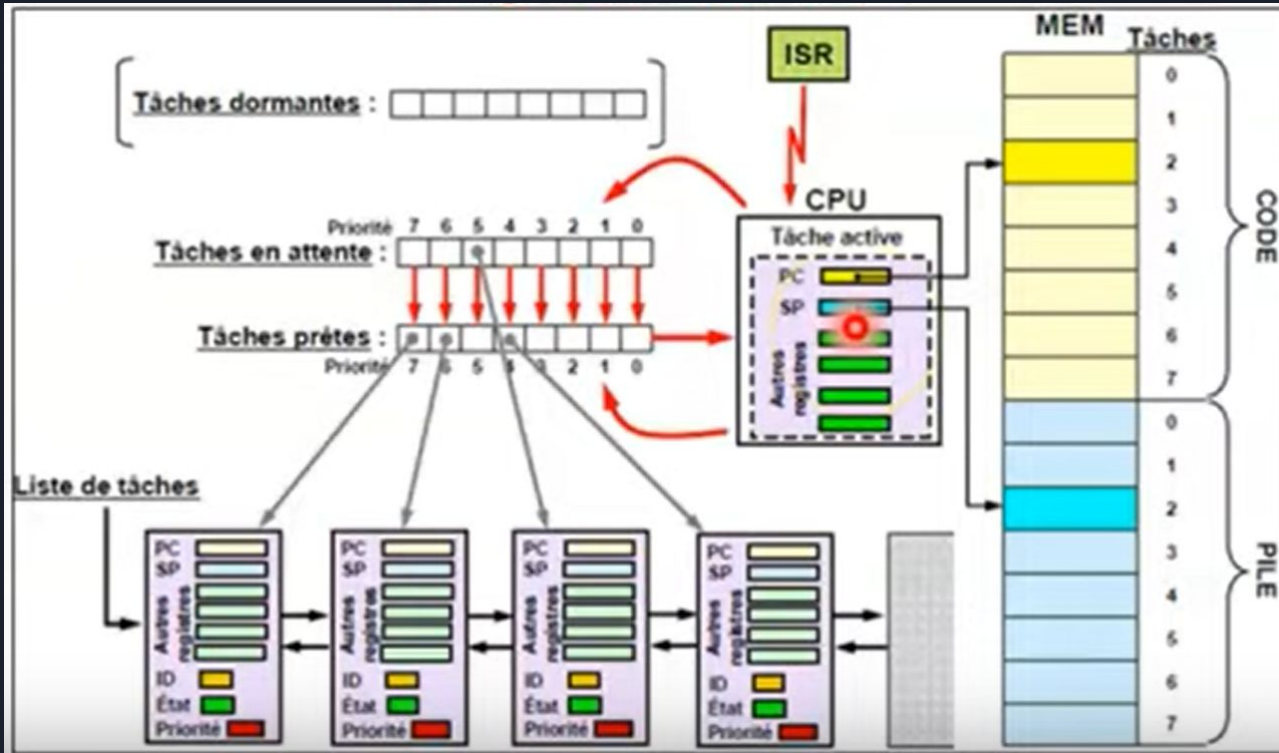 MEM
Tâches
ISR
Tâches dormantes :
CPU
Tâche active
PC
SP
Autres registres
Priorité 7 6 5 4 3 2 1 0
Tâches en attente :
Tâches prêtes :
Priorité 7 6 5 4 3 2 1 0
0
1
2
3
4
5
6
7
CODE
0
1
2
3
4
5
6
7
PILE
Liste de tâches
PC
SP
Autres registres
ID
État
Priorité
PC
SP
Autres registres
ID
État
Priorité
PC
SP
Autres registres
ID
État
Priorité
PC
SP
Autres registres
ID
État
Priorité